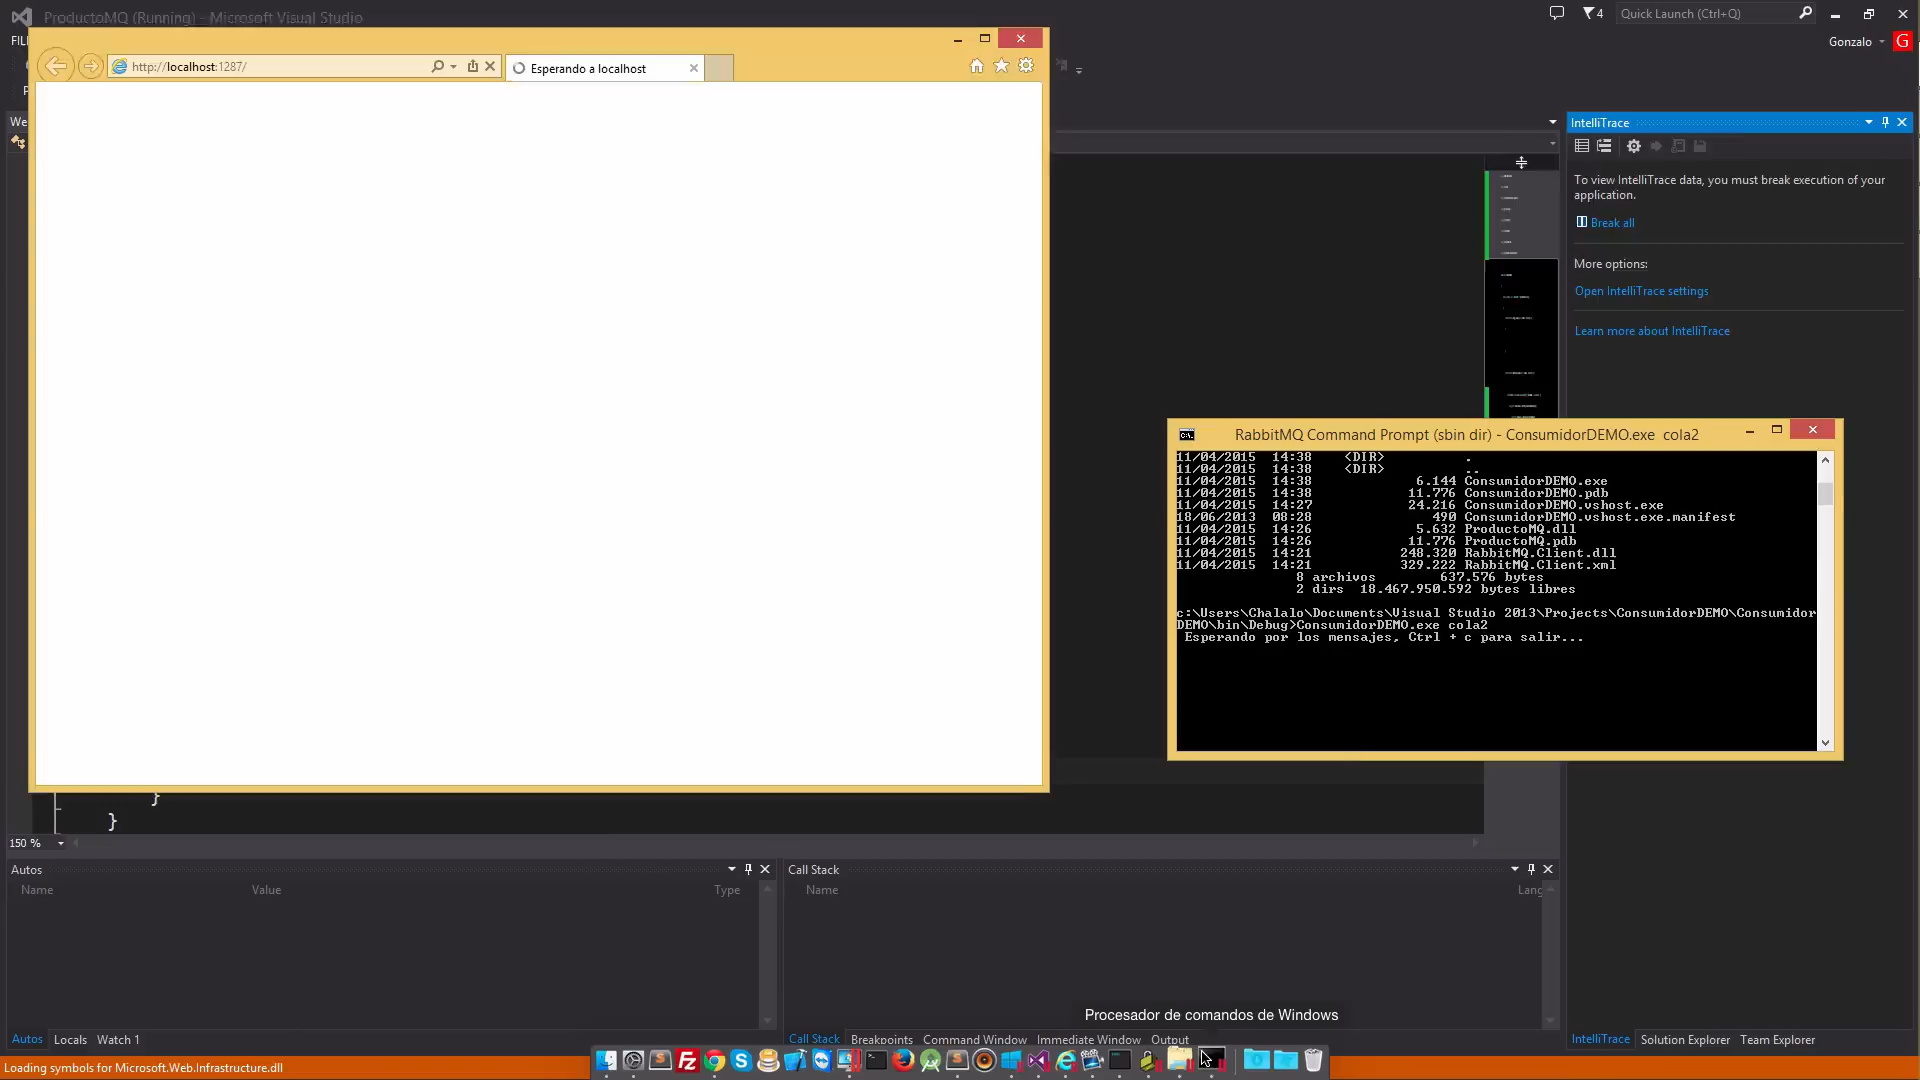 ProductoMQ (Running) - Microsoft Visual Studio
4
Quick Launch (Ctrl+Q)
FIL
Gonzalo
G
http://localhost:1287/
Esperando a localhost
P
We
IntelliTrace
To view IntelliTrace data, you must break execution of your
application.
Break all
More options:
Open IntelliTrace settings
Learn more about IntelliTrace
RabbitMQ Command Prompt (sbin dir) - ConsumidorDEMO.exe cola2
11/04/2015 14:38 <DIR> .
11/04/2015 14:38 <DIR> ..
11/04/2015 14:38 6.144 ConsumidorDEMO.exe
11/04/2015 14:38 11.776 ConsumidorDEMO.pdb
11/04/2015 14:27 24.216 ConsumidorDEMO.vshost.exe
18/06/2013 08:28 490 ConsumidorDEMO.vshost.exe.manifest
11/04/2015 14:26 5.632 ProductoMQ.dll
11/04/2015 14:26 11.776 ProductoMQ.pdb
11/04/2015 14:21 248.320 RabbitMQ.Client.dll
11/04/2015 14:21 329.222 RabbitMQ.Client.xml
8 archivos 637.576 bytes
2 dirs 18.467.950.592 bytes libres
c:\Users\Chalalo\Documents\Visual Studio 2013\Projects\ConsumidorDEMO\Consumidor
DEMO\bin\Debug>ConsumidorDEMO.exe cola2
Esperando por los mensajes, Ctrl + c para salir...
}
}
150 %
Autos
Name Value Type
Call Stack
Name Lang
Procesador de comandos de Windows
Autos Locals Watch 1
Call Stack Breakpoints Command Window Immediate Window Output
IntelliTrace Solution Explorer Team Explorer
Loading symbols for Microsoft.Web.Infrastructure.dll